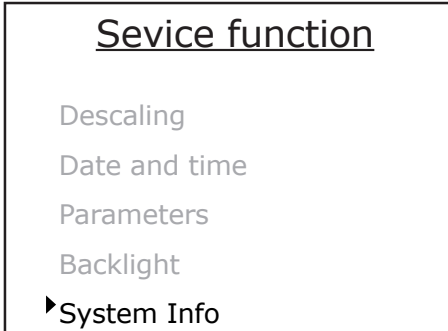 Sevice function
Descaling
Date and time
Parameters
Backlight
System Info